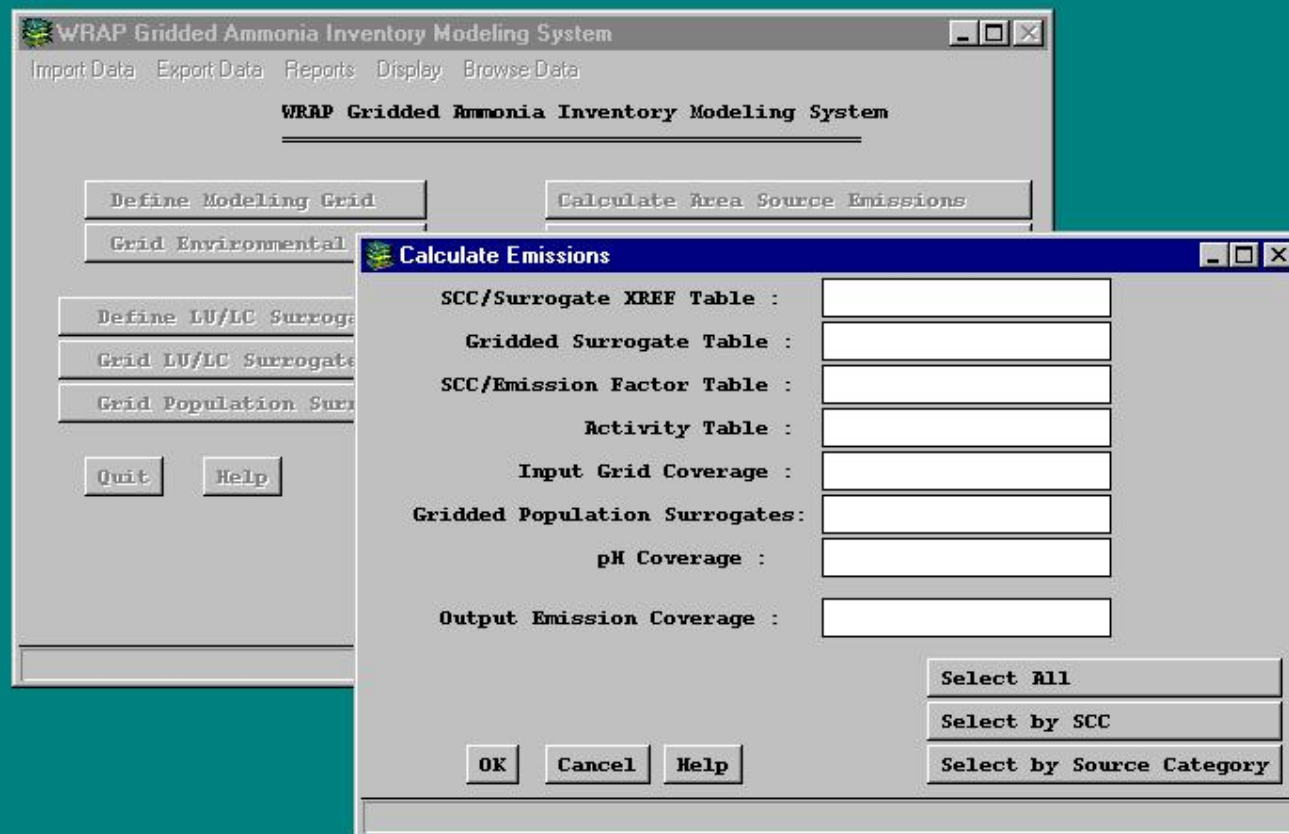 WRAP Gridded Ammonia Inventory Modeling System
Import Data Export Data Reports Display Browse Data
WRAP Gridded Ammonia Inventory Modeling System
Define Modeling Grid
Calculate Area Source Emissions
Grid Environmental
Define LU/LC
Grid LU/LC
Grid Population
Quit Help
Calculate Emissions
SCC/Surrogate XREF Table :
Gridded Surrogate Table :
SCC/Emission Factor Table :
Activity Table :
Input Grid Coverage :
Gridded Population Surrogates:
pH Coverage :
Output Emission Coverage :
Select All
Select by SCC
Select by Source Category
OK Cancel Help